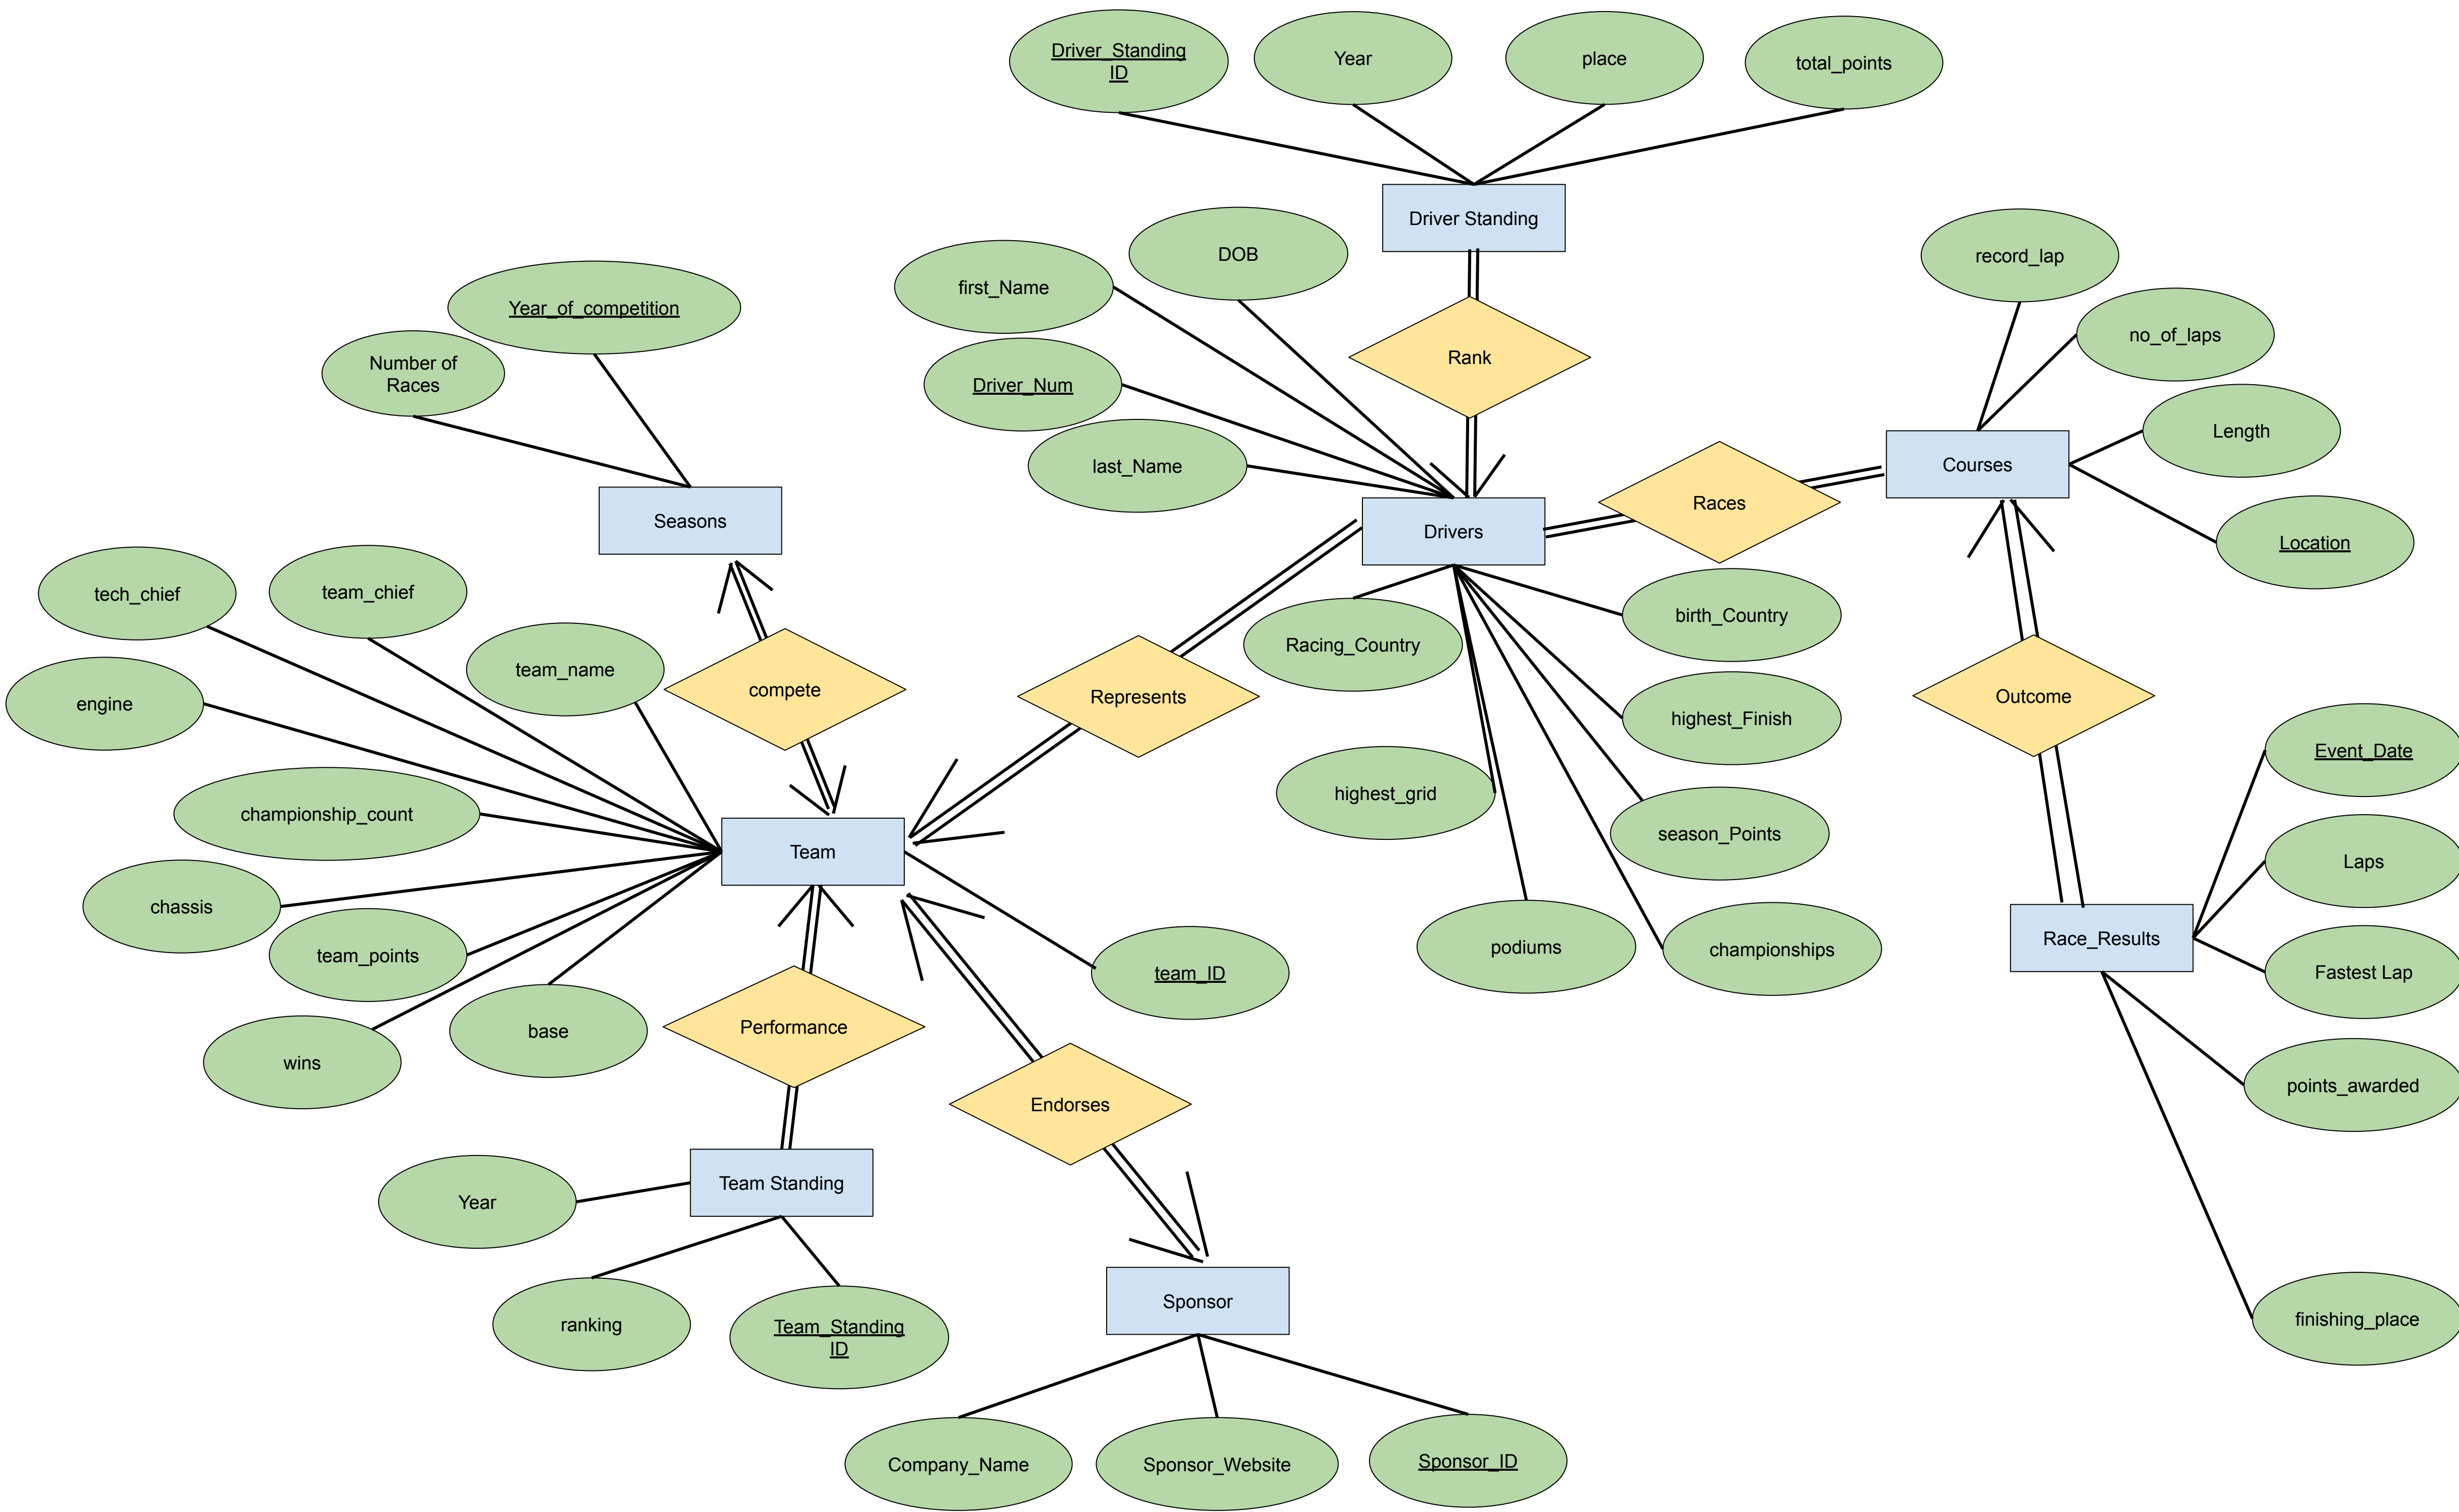 Driver_Standing
ID
Year
place
total_points
Driver Standing
DOB
record_lap
first_Name
Year_of_competition
no_of_laps
Rank
Number of
Races
Driver_Num
Length
last_Name
Courses
Races
Seasons
Drivers
Location
tech_chief
team_chief
birth_Country
Racing_Country
team_name
compete
Represents
Outcome
engine
highest_Finish
Event_Date
highest_grid
championship_count
season_Points
Team
Laps
chassis
podiums
championships
Race_Results
team_points
team_ID
Fastest Lap
Performance
base
wins
points_awarded
Endorses
Team Standing
Year
Sponsor
ranking
Team_Standing
ID
finishing_place
Company_Name
Sponsor_Website
Sponsor_ID